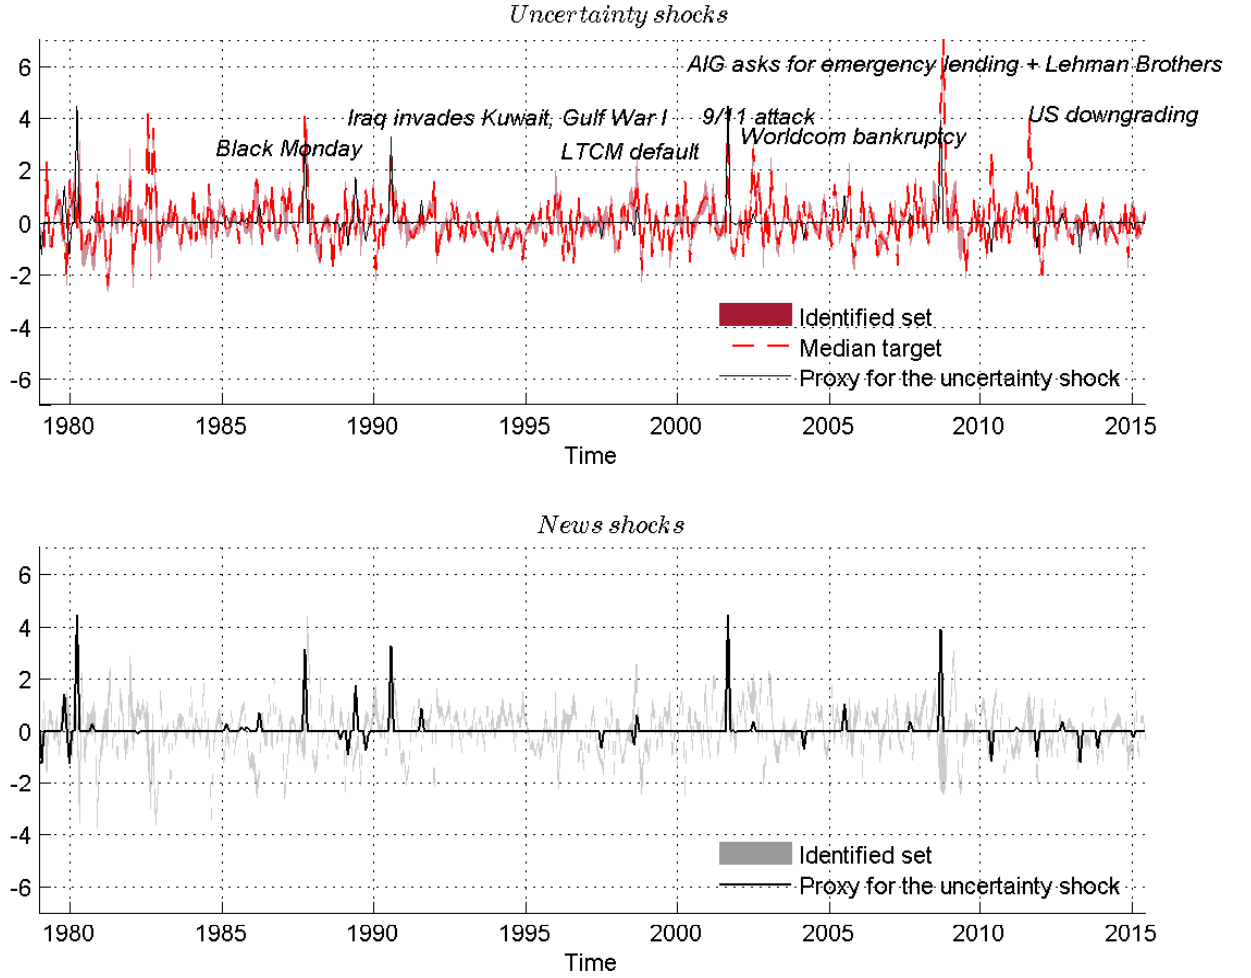 Uncertainty shocks
6
AIG asks for emergency lending + Lehman Brothers
4
Iraq invades Kuwait, Gulf War I
9/11 attack
US downgrading
Black Monday
LTCM default
Worldcom bankruptcy
2
0
-2
-4
-6
Identified set
Median target
Proxy for the uncertainty shock
1980 1985 1990 1995 2000 2005 2010 2015
Time
News shocks
6
4
2
0
-2
-4
-6
Identified set
Proxy for the uncertainty shock
1980 1985 1990 1995 2000 2005 2010 2015
Time